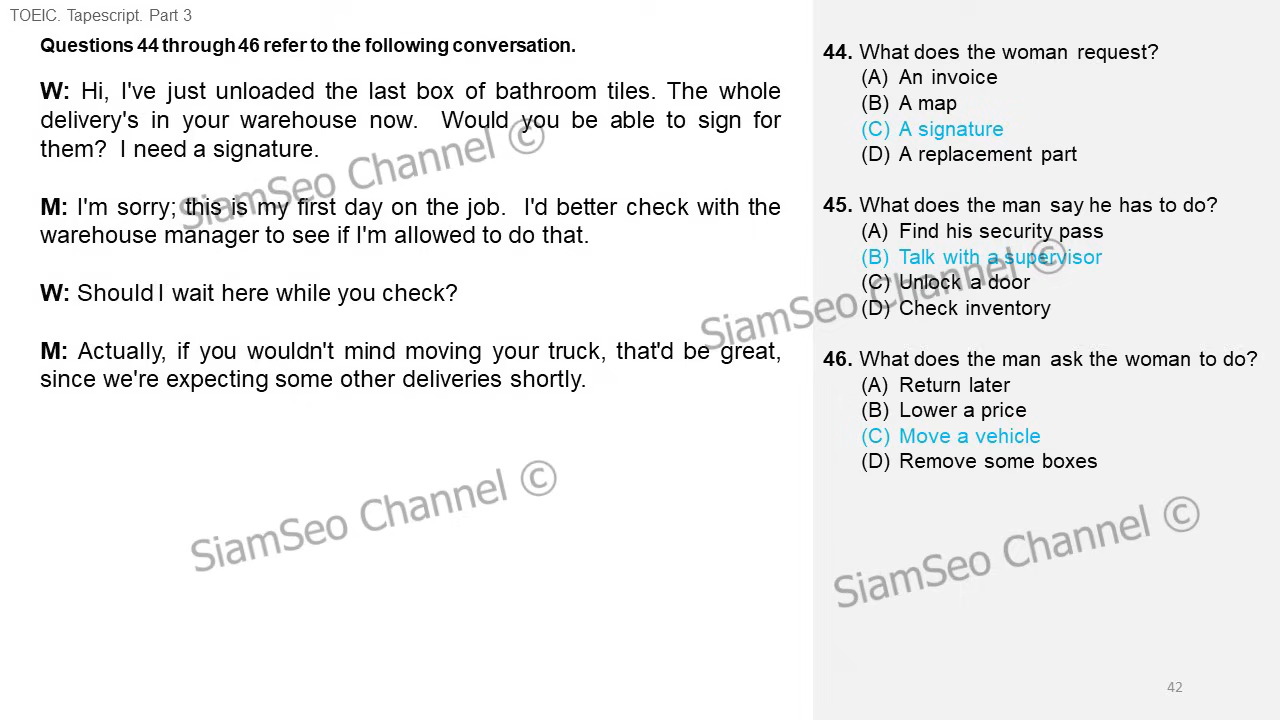 TOEIC. Tapescript. Part 3
Questions 44 through 46 refer to the following conversation.
W: Hi, I've just unloaded the last box of bathroom tiles. The whole
delivery's in your warehouse now. Would you be able to sign for
them? I need a signature.
M: I'm sorry; this is my first day on the job. I'd better check with the
warehouse manager to see if I'm allowed to do that.
W: Should I wait here while you check?
M: Actually, if you wouldn't mind moving your truck, that'd be great,
since we're expecting some other deliveries shortly.
SiamSeo Channel ©
SiamSeo Channel ©
44. What does the woman request?
(A) An invoice
(B) A map
(C) A signature
(D) A replacement part
45. What does the man say he has to do?
(A) Find his security pass
(B) Talk with a supervisor
(C) Unlock a door
(D) Check inventory
46. What does the man ask the woman to do?
(A) Return later
(B) Lower a price
(C) Move a vehicle
(D) Remove some boxes
SiamSeo Channel ©
SiamSeo Channel ©
42